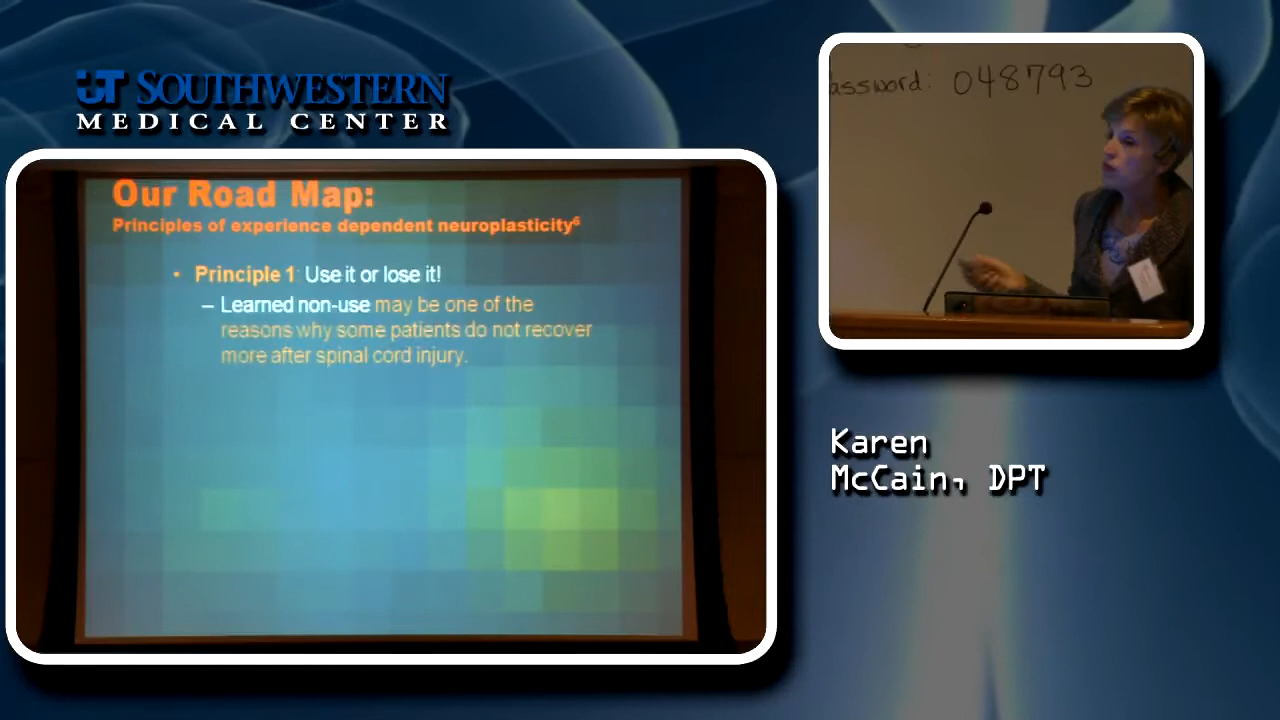 UT SOUTHWESTERN
MEDICAL CENTER
Our Road Map:
Principles of experience dependent neuroplasticity⁶
• Principle 1: Use it or lose it!
– Learned non-use may be one of the
reasons why some patients do not recover
more after spinal cord injury.
assword: 048793
Karen
McCain, DPT